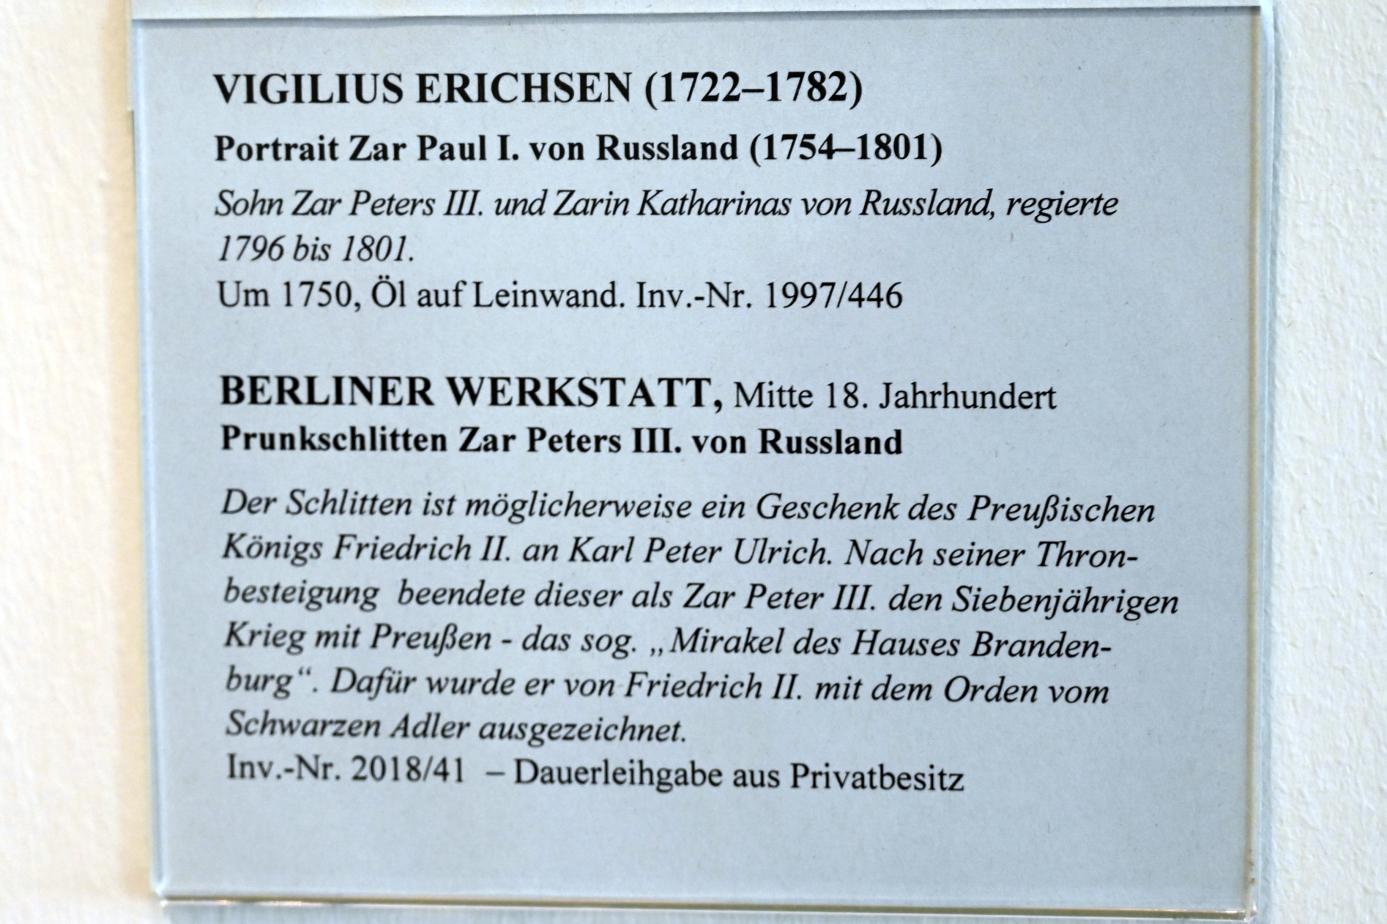 VIGILIUS ERICHSEN (1722–1782)
Portrait Zar Paul I. von Russland (1754–1801)
Sohn Zar Peters III. und Zarin Katharinas von Russland, regierte
1796 bis 1801.
Um 1750, Öl auf Leinwand. Inv.-Nr. 1997/446
BERLINER WERKSTATT, Mitte 18. Jahrhundert
Prunkschlitten Zar Peters III. von Russland
Der Schlitten ist möglicherweise ein Geschenk des Preußischen
Königs Friedrich II. an Karl Peter Ulrich. Nach seiner Thron-
besteigung beendete dieser als Zar Peter III. den Siebenjährigen
Krieg mit Preußen - das sog. „Mirakel des Hauses Branden-
burg“. Dafür wurde er von Friedrich II. mit dem Orden vom
Schwarzen Adler ausgezeichnet.
Inv.-Nr. 2018/41 – Dauerleihgabe aus Privatbesitz